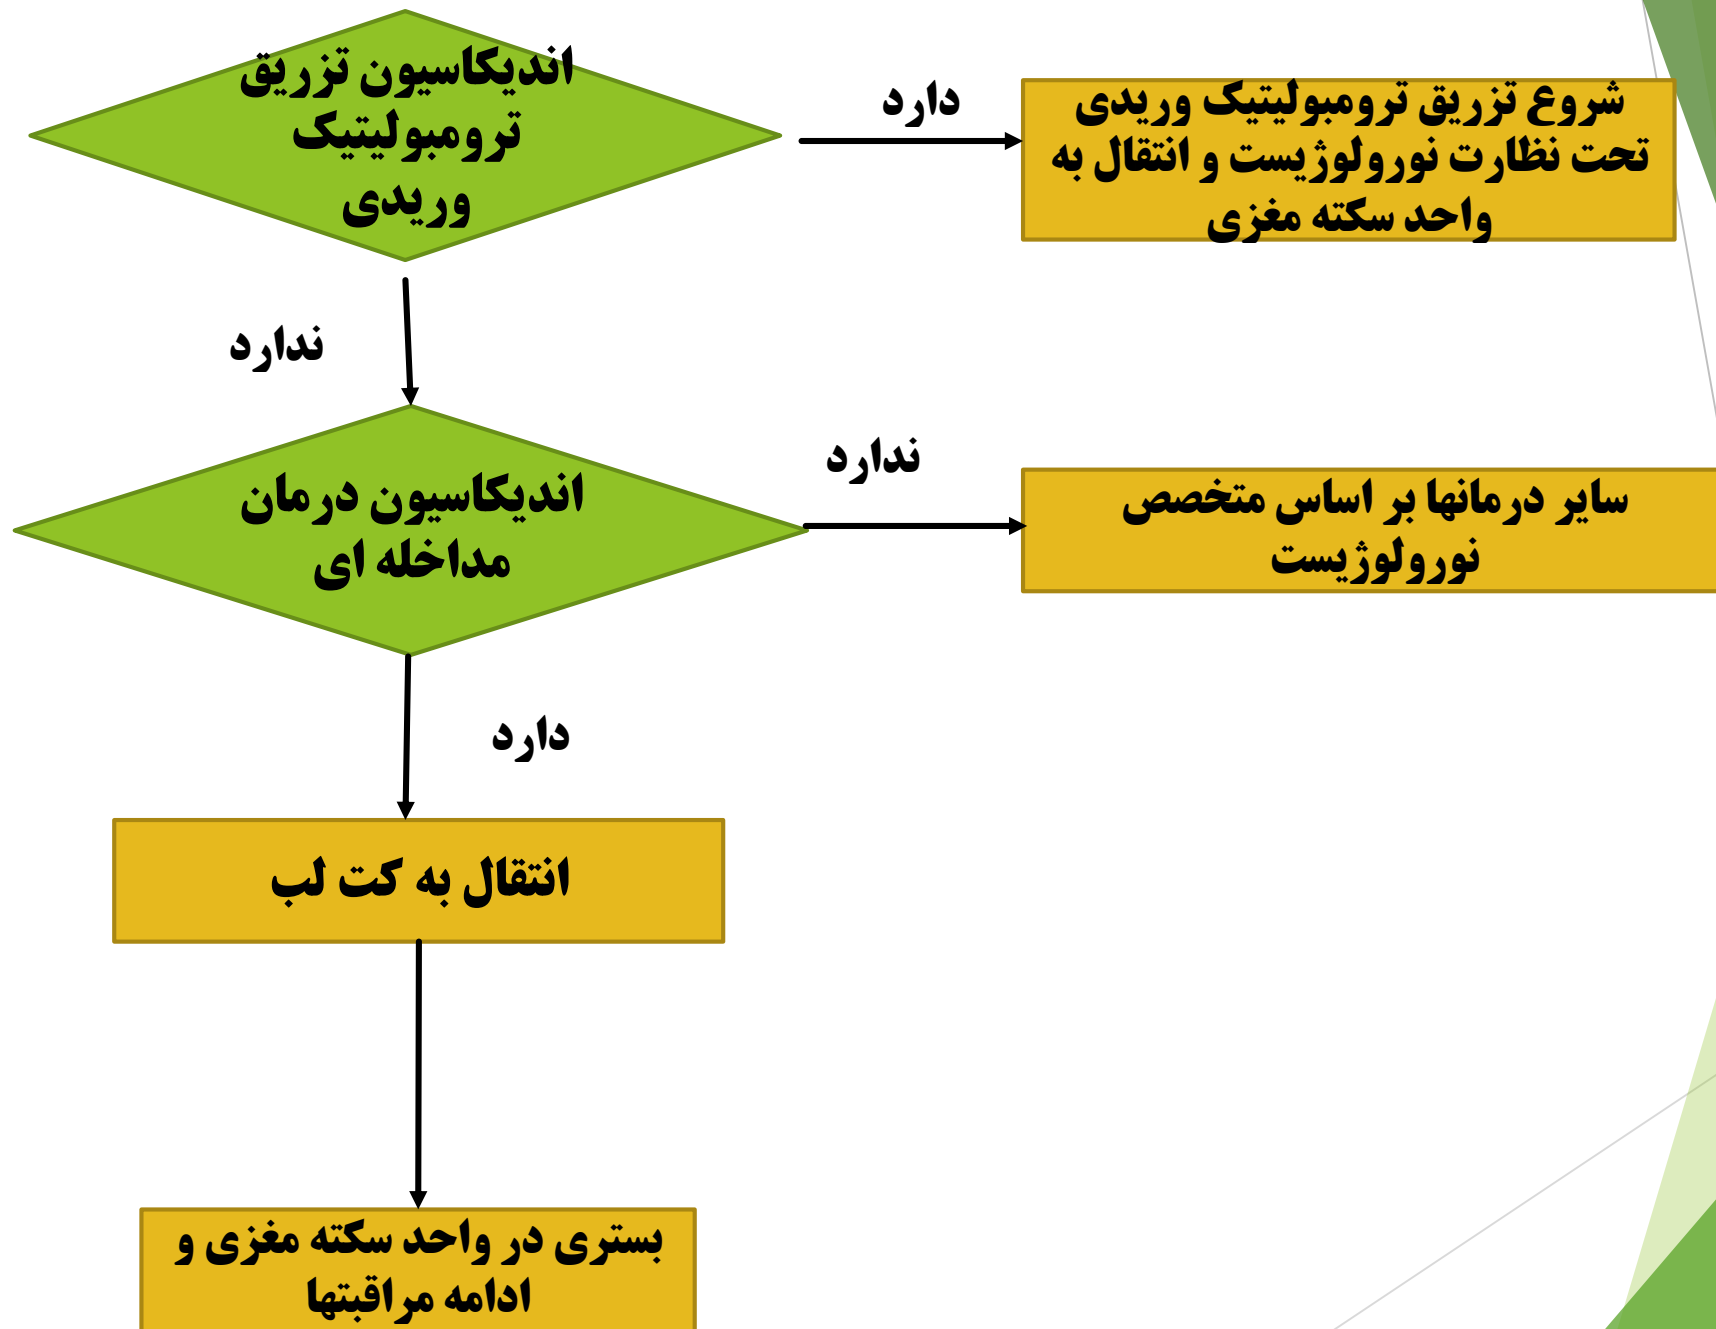 اندیکاسیون تزریق
ترومبولیتیک
وریدی
دارد
شروع تزریق ترومبولیتیک وریدی
تحت نظارت نورولوژیست و انتقال به
واحد سکته مغزی
ندارد
اندیکاسیون درمان
مداخله ای
ندارد
سایر درمانها بر اساس متخصص
نورولوژیست
دارد
انتقال به کت لب
بستری در واحد سکته مغزی و
ادامه مراقبتها